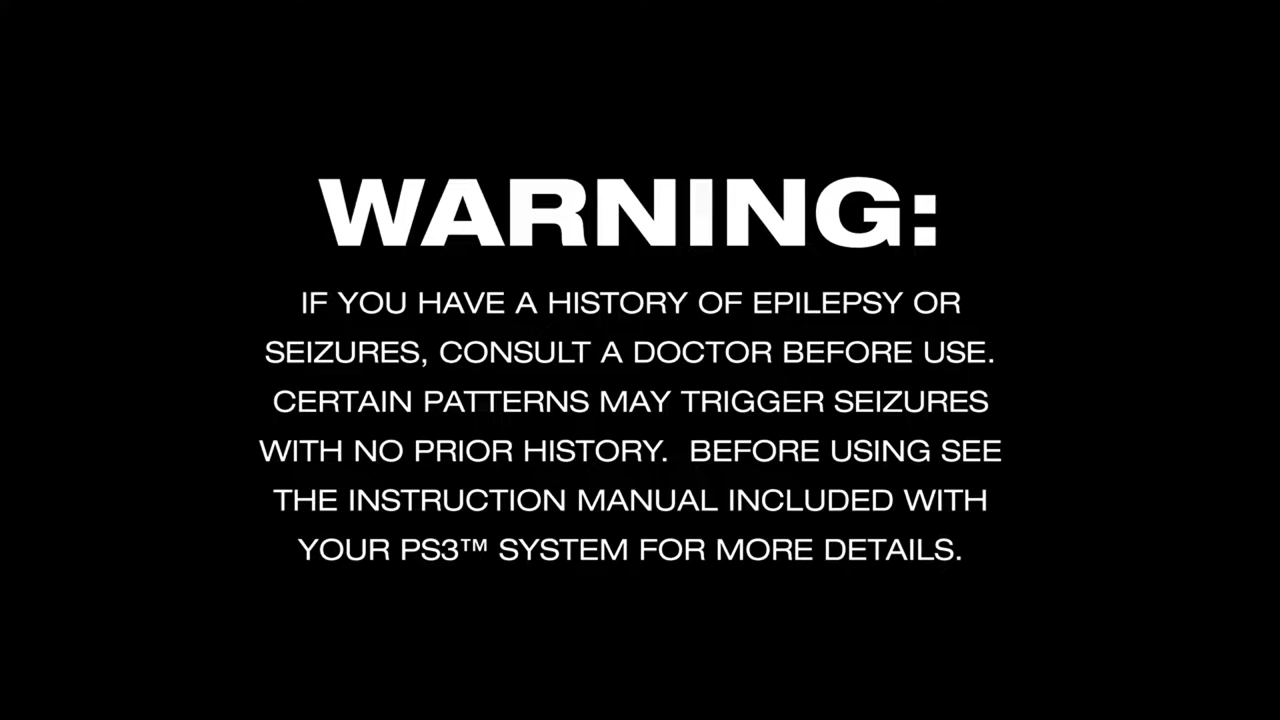 WARNING:
IF YOU HAVE A HISTORY OF EPILEPSY OR
SEIZURES, CONSULT A DOCTOR BEFORE USE.
CERTAIN PATTERNS MAY TRIGGER SEIZURES
WITH NO PRIOR HISTORY.  BEFORE USING SEE
THE INSTRUCTION MANUAL INCLUDED WITH
YOUR PS3™ SYSTEM FOR MORE DETAILS.